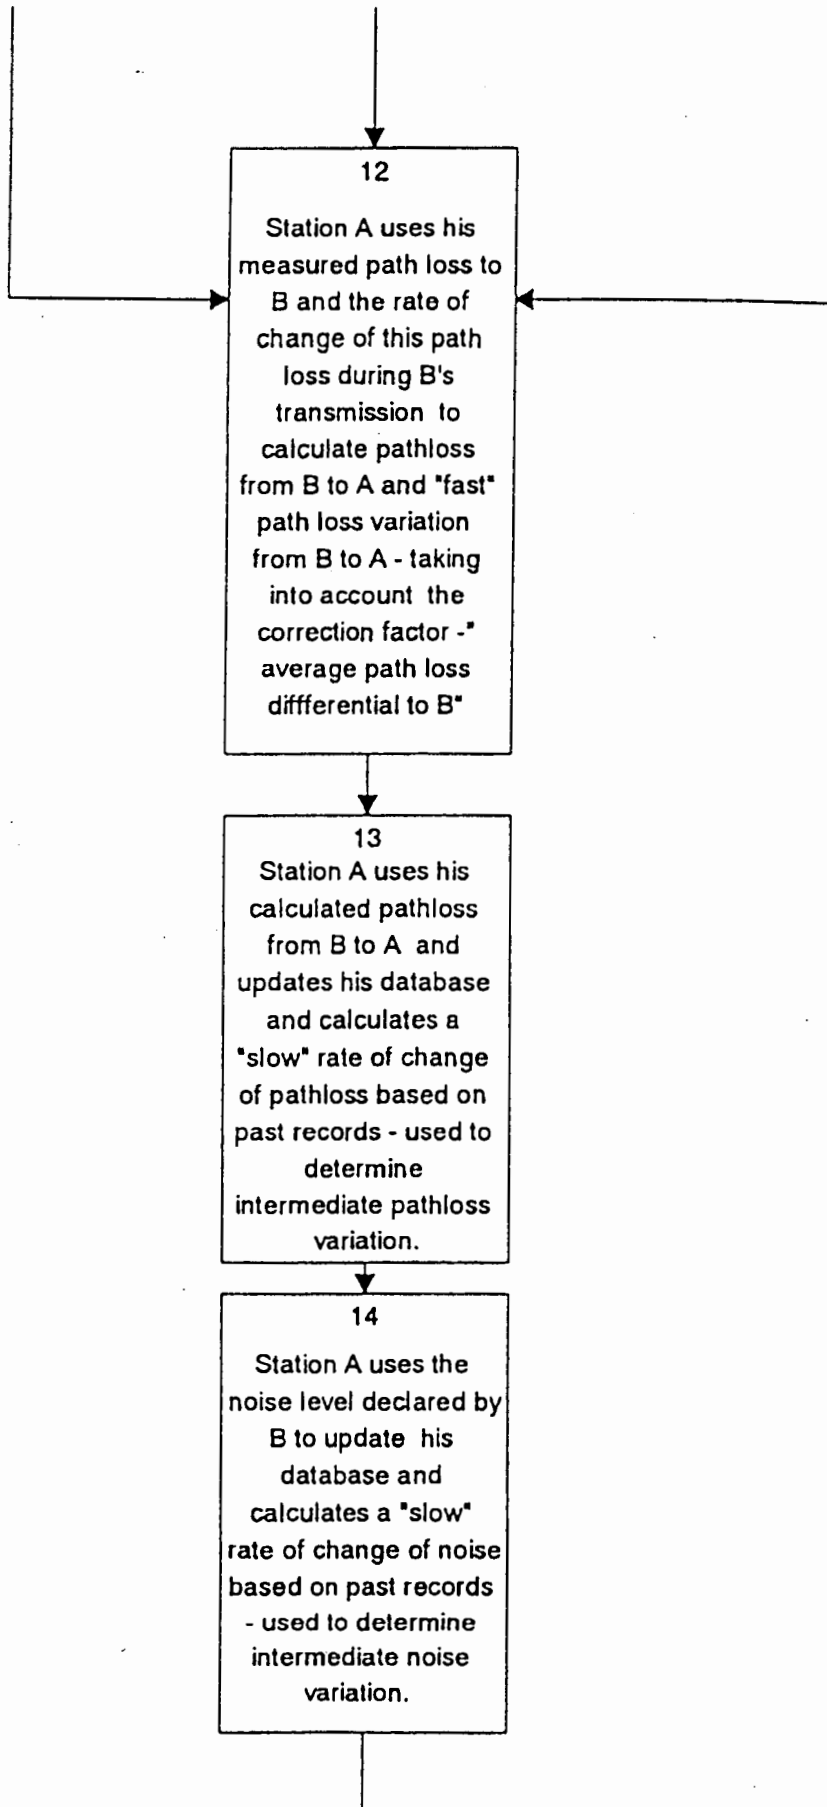 12
Station A uses his
measured path loss to
B and the rate of
change of this path
loss during B's
transmission to
calculate pathloss
from B to A and "fast"
path loss variation
from B to A - taking
into account the
correction factor -"
average path loss
diffferential to B"
13
Station A uses his
calculated pathloss
from B to A and
updates his database
and calculates a
"slow" rate of change
of pathloss based on
past records - used to
determine
intermediate pathloss
variation.
14
Station A uses the
noise level declared by
B to update his
database and
calculates a "slow"
rate of change of noise
based on past records
- used to determine
intermediate noise
variation.